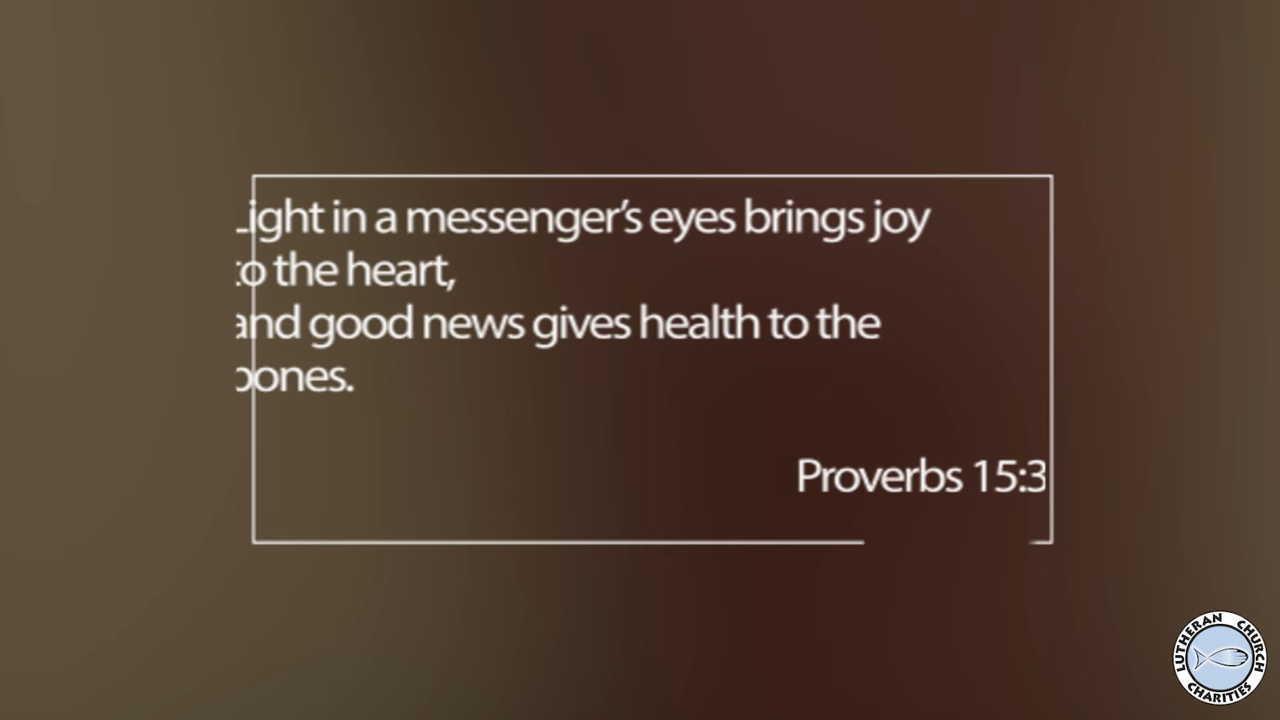 Light in a messenger’s eyes brings joy
to the heart,
and good news gives health to the
bones.
Proverbs 15:3
LUTHERAN CHURCH
CHARITIES